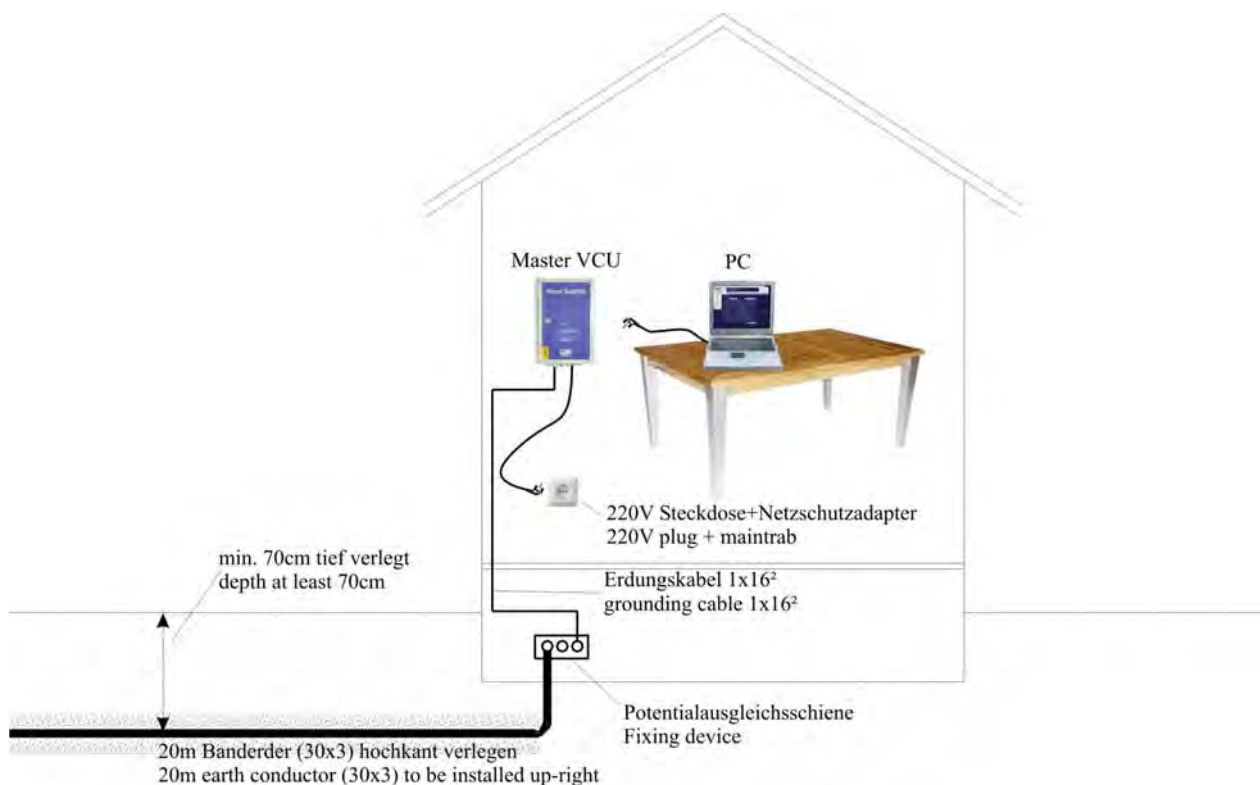 Master VCU
PC
220V Steckdose+Netzschutzadapter
220V plug + maintrab
min. 70cm tief verlegt
depth at least 70cm
Erdungskabel 1x16²
grounding cable 1x16²
Potentialausgleichsschiene
Fixing device
20m Banderder (30x3) hochkant verlegen
20m earth conductor (30x3) to be installed up-right